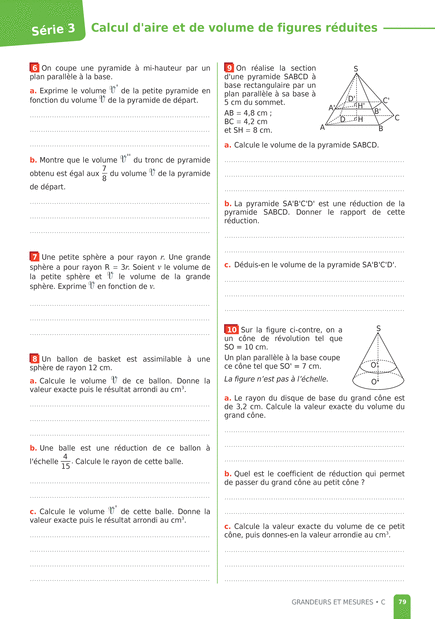 Série 3
Calcul d'aire et de volume de figures réduites
6 On coupe une pyramide à mi-hauteur par un
plan parallèle à la base.
a. Exprime le volume 𝒱' de la petite pyramide en
fonction du volume 𝒱 de la pyramide de départ.
b. Montre que le volume 𝒱'' du tronc de pyramide
obtenu est égal aux 7/8 du volume 𝒱 de la pyramide
de départ.
7 Une petite sphère a pour rayon r. Une grande
sphère a pour rayon R = 3r. Soient v le volume de
la petite sphère et 𝒱 le volume de la grande
sphère. Exprime 𝒱 en fonction de v.
8 Un ballon de basket est assimilable à une
sphère de rayon 12 cm.
a. Calcule le volume 𝒱 de ce ballon. Donne la
valeur exacte puis le résultat arrondi au cm³.
b. Une balle est une réduction de ce ballon à
l'échelle 4/15. Calcule le rayon de cette balle.
c. Calcule le volume 𝒱' de cette balle. Donne la
valeur exacte puis le résultat arrondi au cm³.
9 On réalise la section
d'une pyramide SABCD à
base rectangulaire par un
plan parallèle à sa base à
5 cm du sommet.
AB = 4,8 cm ;
BC = 4,2 cm
et SH = 8 cm.
S
D' C'
A' H' B'
D H C
A B
a. Calcule le volume de la pyramide SABCD.
b. La pyramide SA'B'C'D' est une réduction de la
pyramide SABCD. Donner le rapport de cette
réduction.
c. Déduis-en le volume de la pyramide SA'B'C'D'.
10 Sur la figure ci-contre, on a
un cône de révolution tel que
SO = 10 cm.
Un plan parallèle à la base coupe
ce cône tel que SO' = 7 cm.
La figure n'est pas à l'échelle.
S
O'
O
a. Le rayon du disque de base du grand cône est
de 3,2 cm. Calcule la valeur exacte du volume du
grand cône.
b. Quel est le coefficient de réduction qui permet
de passer du grand cône au petit cône ?
c. Calcule la valeur exacte du volume de ce petit
cône, puis donnes-en la valeur arrondie au cm³.
GRANDEURS ET MESURES • C 79